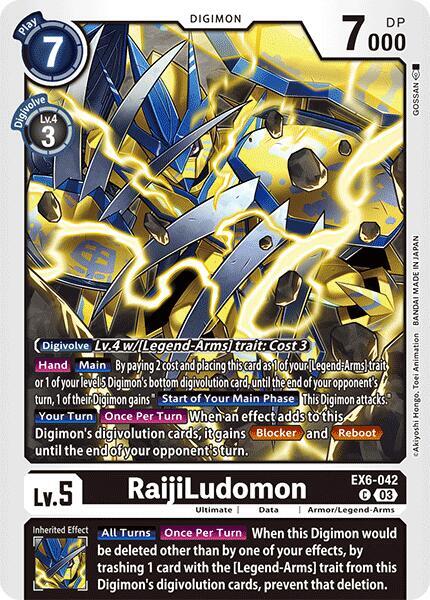 DIGIMON
Play
7
7000
DP
Digivolve
Lv.4
3
GOSSAN
©Akiyoshi Hongo, Toei Animation BANDAI MADE IN JAPAN
Digivolve Lv.4 w/[Legend-Arms] trait: Cost 3
Hand Main By paying 2 cost and placing this card as 1 of your [Legend-Arms] trait
or 1 of your level 5 Digimon's bottom digivolution card, until the end of your opponent's
turn, 1 of their Digimon gains "Start of Your Main Phase This Digimon attacks."
Your Turn Once Per Turn When an effect adds to this
Digimon's digivolution cards, it gains Blocker and Reboot
until the end of your opponent's turn.
Lv.5
RaijiLudomon
EX6-042
C 03
Ultimate Data Armor/Legend-Arms
Inherited Effect
All Turns Once Per Turn When this Digimon would
be deleted other than by one of your effects, by
trashing 1 card with the [Legend-Arms] trait from this
Digimon's digivolution cards, prevent that deletion.